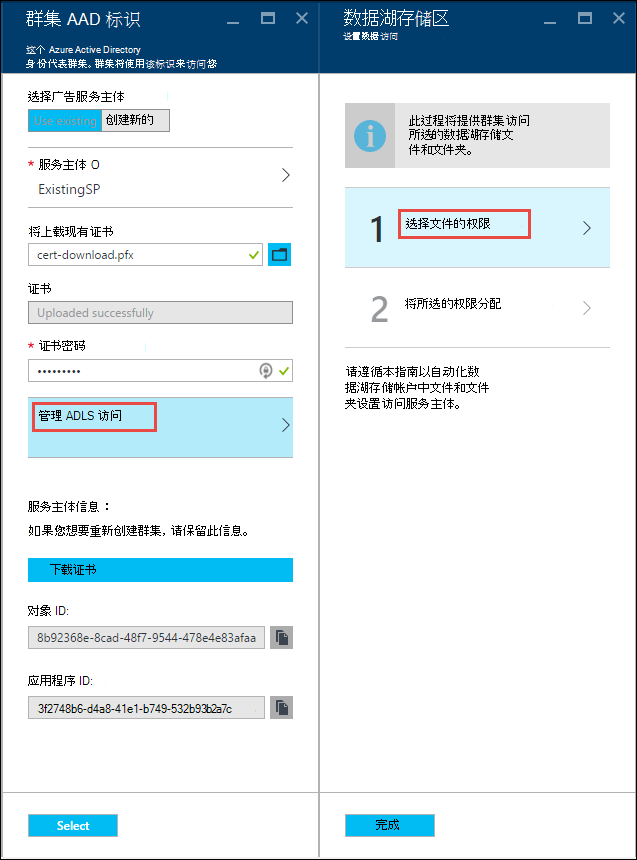 群集 AAD 标识
这个 Azure Active Directory
身份代表群集。群集将使用该标识来访问您
选择广告服务主体
Use existing 创建新的
* 服务主体 O
ExistingSP
将上载现有证书
cert-download.pfx
证书
Uploaded successfully
* 证书密码
•••••••••
管理 ADLS 访问
服务主体信息：
如果您想要重新创建群集，请保留此信息。
下载证书
对象 ID:
8b92368e-8cad-48f7-9544-478e4e83afaa
应用程序 ID:
3f2748b6-d4a8-41e1-b749-532b93b2a7c
Select
数据湖存储区
设置数据访问
此过程将提供群集访问
所选的数据湖存储文
件和文件夹。
1 选择文件的权限
2 将所选的权限分配
请遵循本指南以自动化数
据湖存储帐户中文件和文件
夹设置访问服务主体。
完成